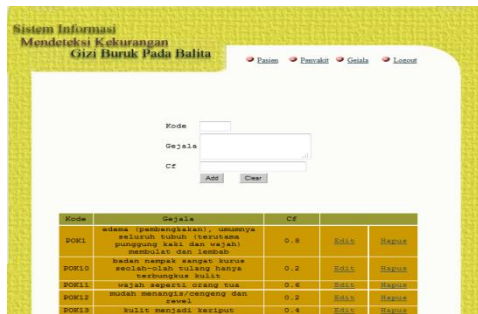 Sistem Informasi
Mendeteksi Kekurangan
Gizi Buruk Pada Balita
Pasien Penyakit Gejala Logout
Kode
Gejala
Cf
Add Clear
Kode Gejala Cf
edema (pembengkakan), umumnya
seluruh tubuh (terutama
POK1 punggung kaki dan wajah) 0.8 Edit Hapus
membulat dan lembab
badan nampak sangat kurus
POK10 seolah-olah tulang hanya 0.2 Edit Hapus
terbungkus kulit
POK11 wajah seperti orang tua 0.6 Edit Hapus
POK12 mudah menangis/cengeng dan 0.2 Edit Hapus
rewel
POK13 kulit menjadi keriput 0.4 Edit Hapus